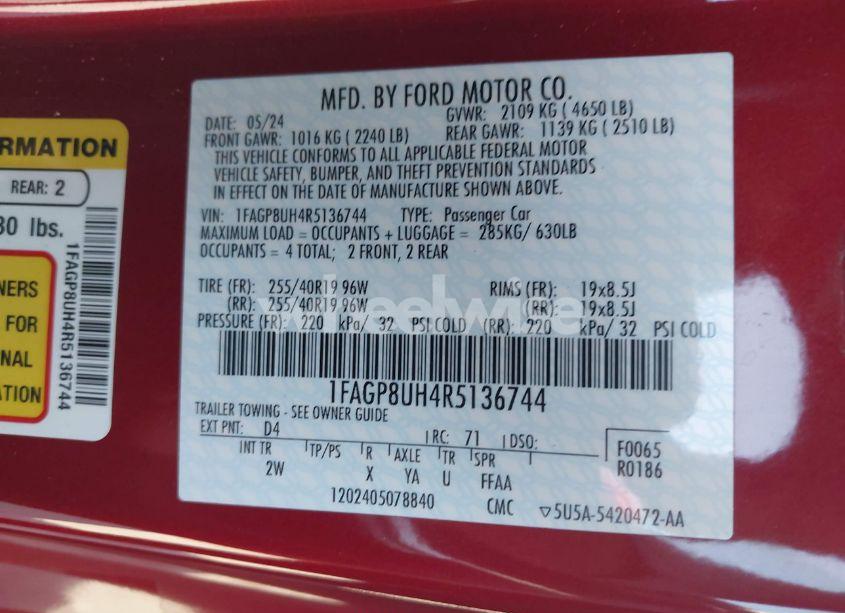 RMATION
REAR: 2
30 lbs.
NERS
FOR
NAL
ATION
1FAGP8UH4R5136744
MFD. BY FORD MOTOR CO.
DATE: 05/24 GVWR: 2109 KG ( 4650 LB)
FRONT GAWR: 1016 KG ( 2240 LB) REAR GAWR: 1139 KG ( 2510 LB)
THIS VEHICLE CONFORMS TO ALL APPLICABLE FEDERAL MOTOR
VEHICLE SAFETY, BUMPER, AND THEFT PREVENTION STANDARDS
IN EFFECT ON THE DATE OF MANUFACTURE SHOWN ABOVE.
VIN: 1FAGP8UH4R5136744 TYPE: Passenger Car
MAXIMUM LOAD = OCCUPANTS + LUGGAGE = 285KG/ 630LB
OCCUPANTS = 4 TOTAL; 2 FRONT, 2 REAR
TIRE (FR): 255/40R19 96W RIMS (FR): 19x8.5J
(RR): 255/40R19 96W (RR): 19x8.5J
PRESSURE (FR): 220 kPa/ 32 PSI COLD (RR): 220 kPa/ 32 PSI COLD
1FAGP8UH4R5136744
TRAILER TOWING - SEE OWNER GUIDE
EXT PNT: D4 RC: 71 DSO: F0065
INT TR TP/PS R AXLE TR SPR R0186
2W X YA U FFAA
1202405078840 CMC ▽5U5A-5420472-AA
wheelwire